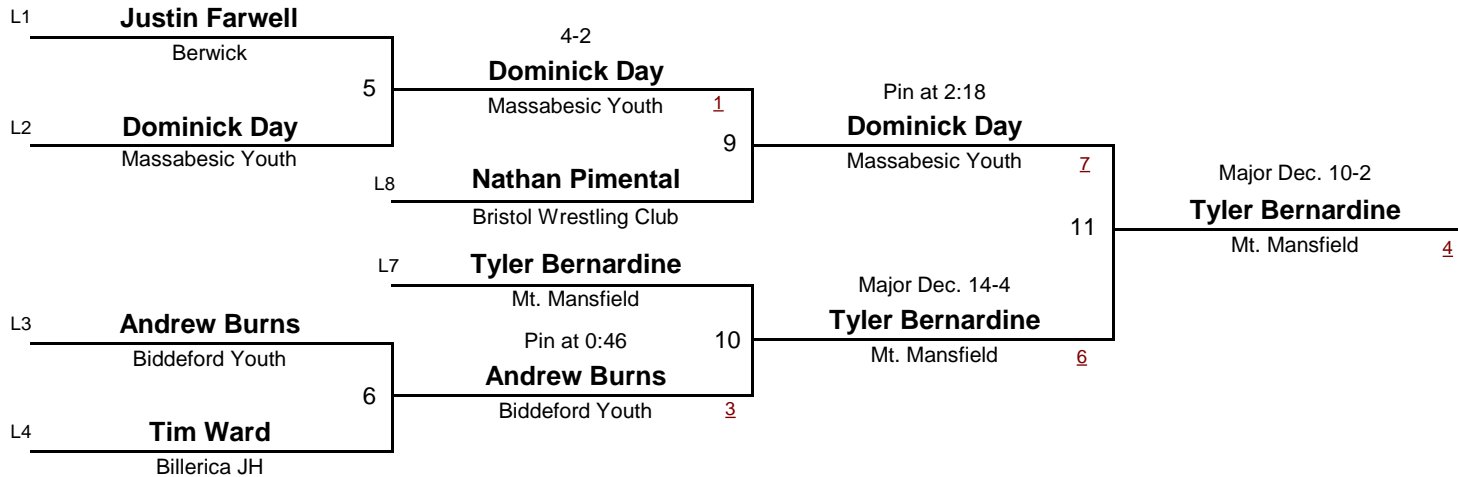 L1 Justin Farwell
Berwick
5
L2 Dominick Day
Massabesic Youth
4-2
Dominick Day
Massabesic Youth 1
9
L8 Nathan Pimental
Bristol Wrestling Club
Pin at 2:18
Dominick Day
Massabesic Youth 7
11
Major Dec. 10-2
Tyler Bernardine
Mt. Mansfield 4
L7 Tyler Bernardine
Mt. Mansfield
10
Major Dec. 14-4
Tyler Bernardine
Mt. Mansfield 6
L3 Andrew Burns
Biddeford Youth
6
L4 Tim Ward
Billerica JH
Pin at 0:46
Andrew Burns
Biddeford Youth 3